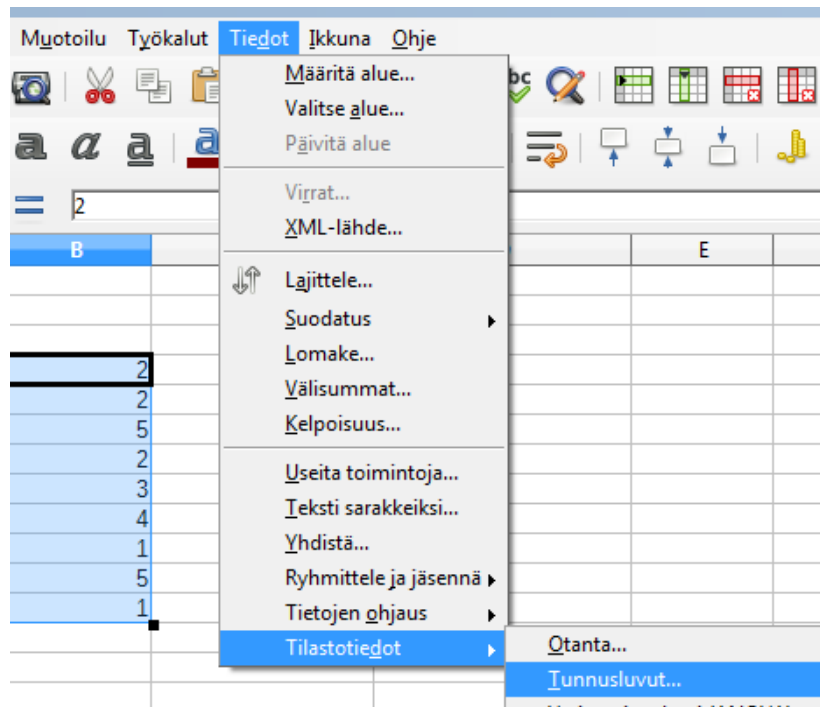 Muotoilu Työkalut Tiedot Ikkuna Ohje
Määritä alue...
Valitse alue...
Päivitä alue
Virrat...
XML-lähde...
Lajittele...
Suodatus
Lomake...
Välisummat...
Kelpoisuus...
Useita toimintoja...
Teksti sarakkeiksi...
Yhdistä...
Ryhmittele ja jäsennä
Tietojen ohjaus
Tilastotiedot
Otanta...
Tunnusluvut...
bc
a a a a
2
B E
2
2
5
2
3
4
1
5
1